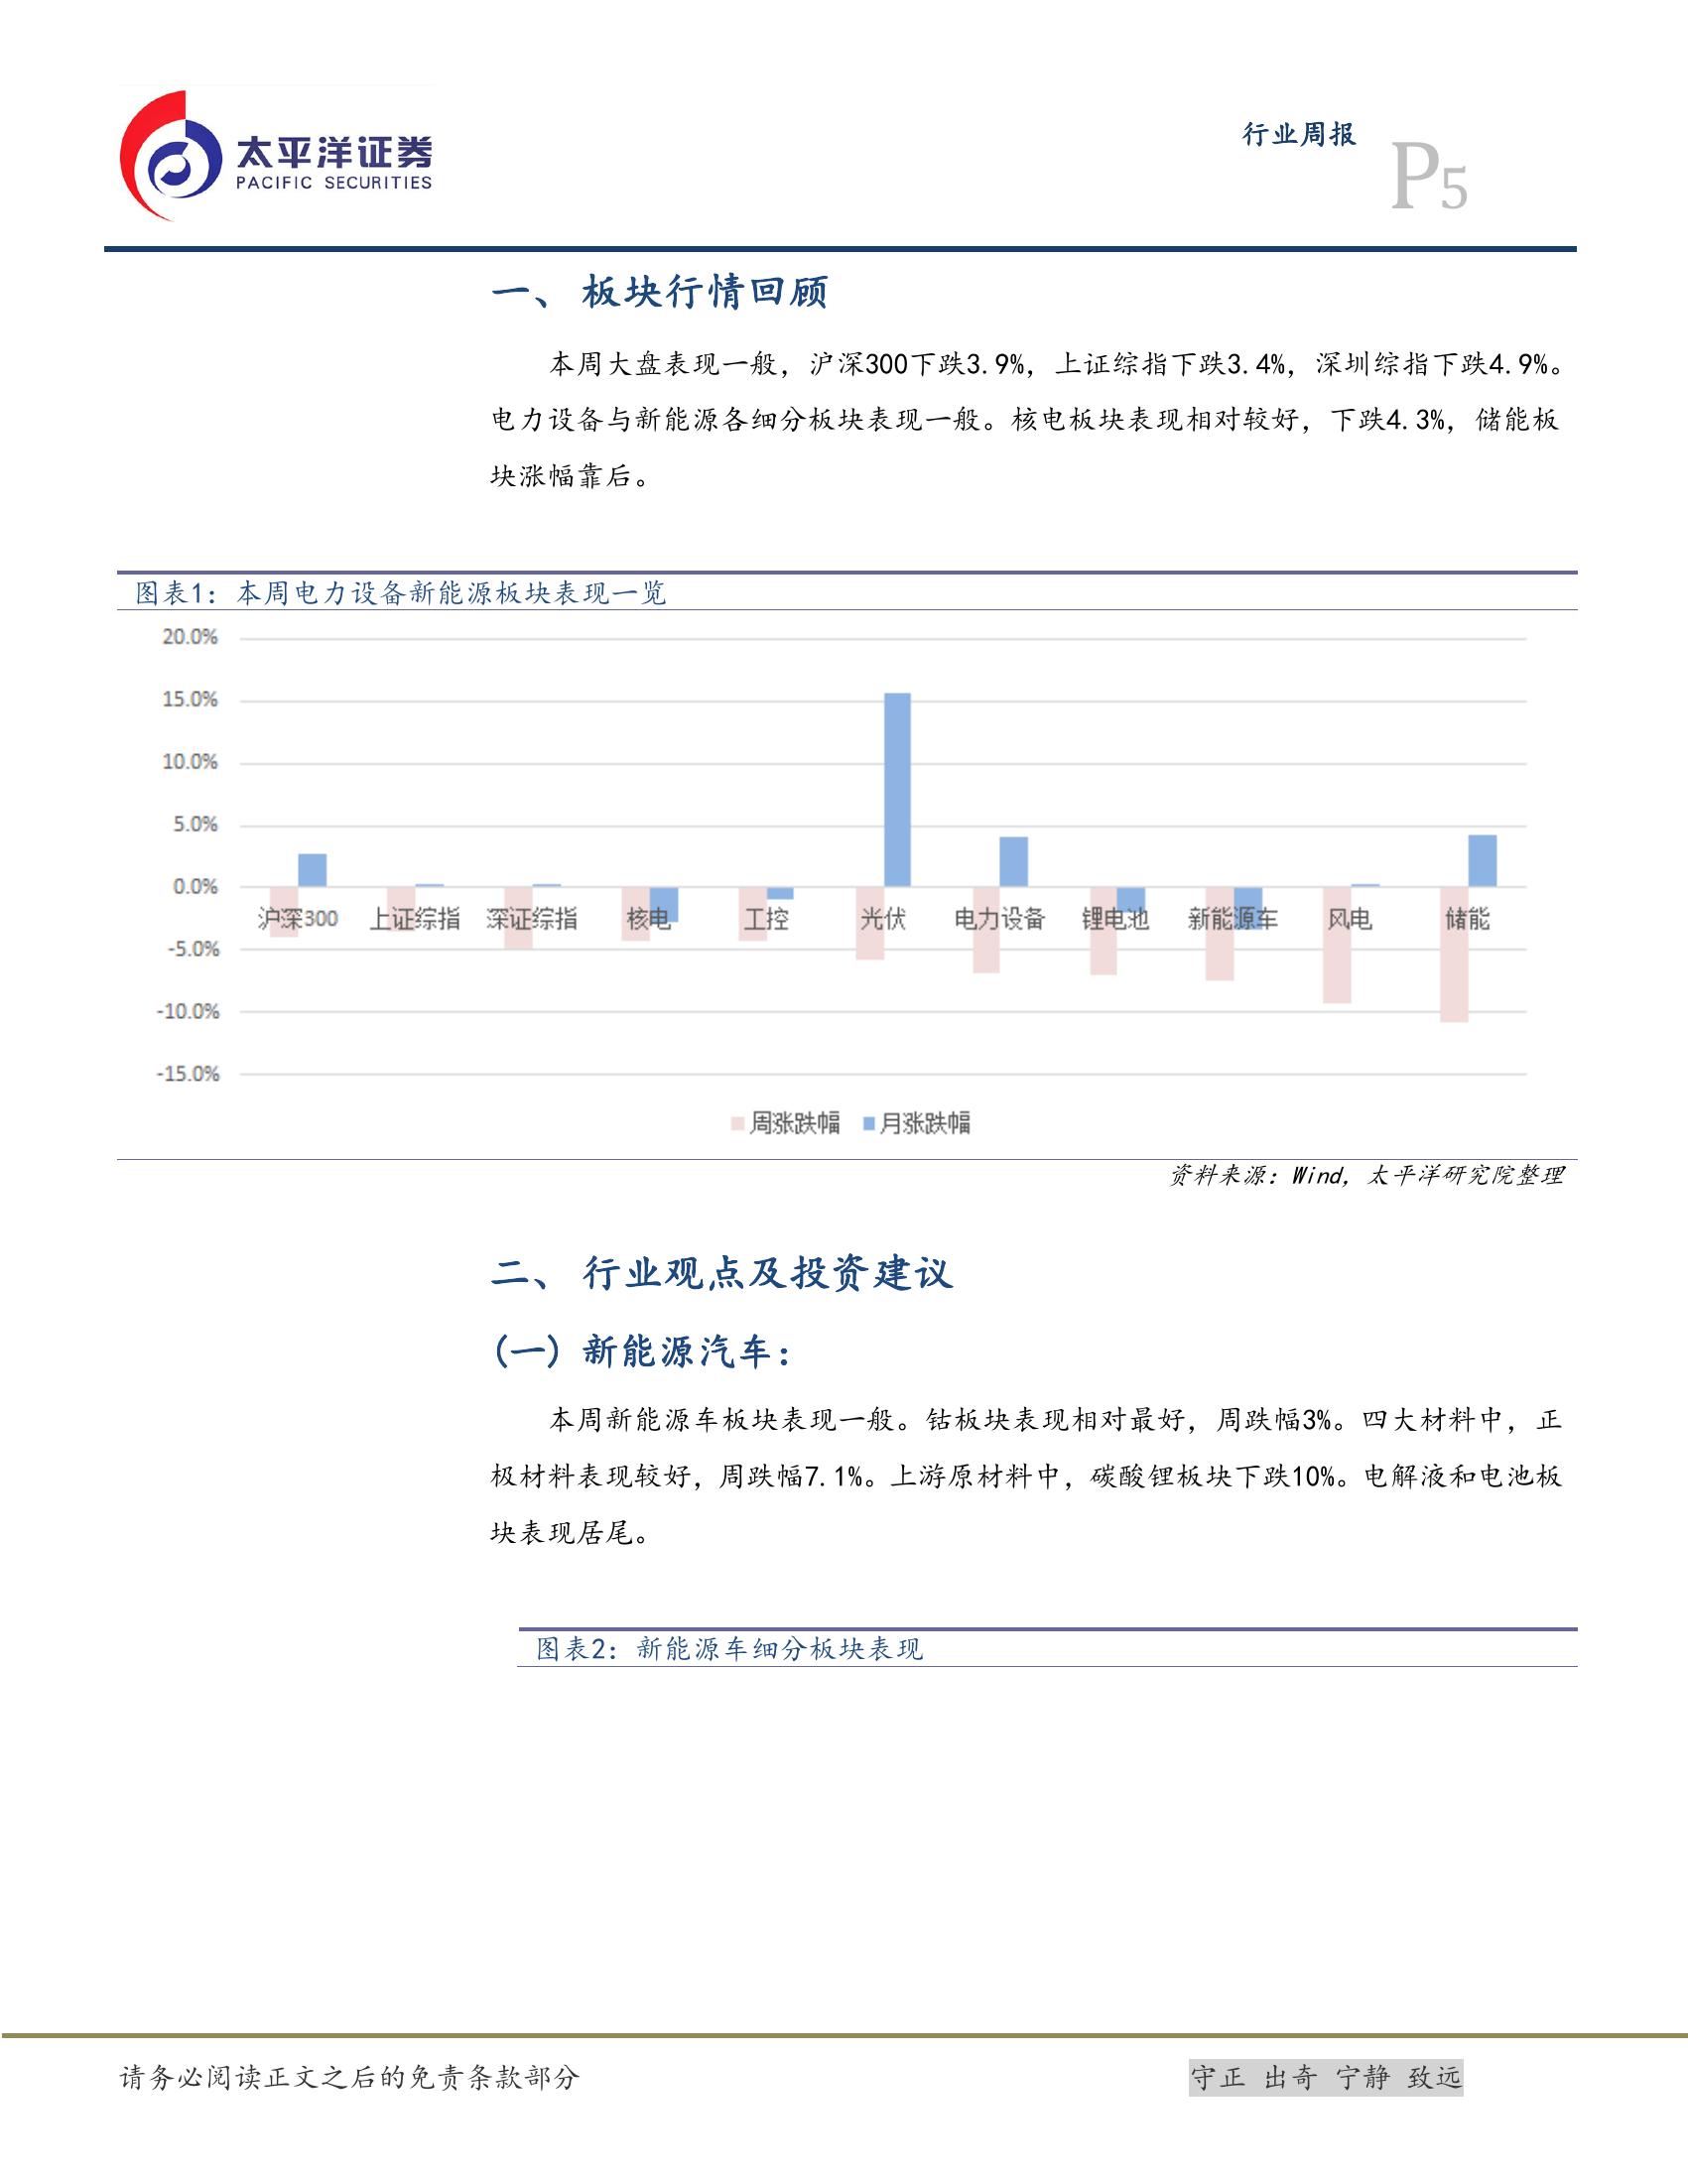 太平洋证券
PACIFIC SECURITIES
行业周报
P5
一、 板块行情回顾
本周大盘表现一般，沪深300下跌3.9%，上证综指下跌3.4%，深圳综指下跌4.9%。
电力设备与新能源各细分板块表现一般。核电板块表现相对较好，下跌4.3%，储能板
块涨幅靠后。
图表1：本周电力设备新能源板块表现一览
20.0%
15.0%
10.0%
5.0%
0.0%
-5.0%
-10.0%
-15.0%
沪深300 上证综指 深证综指 核电 工控 光伏 电力设备 锂电池 新能源车 风电 储能
周涨跌幅 月涨跌幅
资料来源：Wind，太平洋研究院整理
二、 行业观点及投资建议
(一) 新能源汽车：
本周新能源车板块表现一般。钴板块表现相对最好，周跌幅3%。四大材料中，正
极材料表现较好，周跌幅7.1%。上游原材料中，碳酸锂板块下跌10%。电解液和电池板
块表现居尾。
图表2：新能源车细分板块表现
请务必阅读正文之后的免责条款部分
守正 出奇 宁静 致远